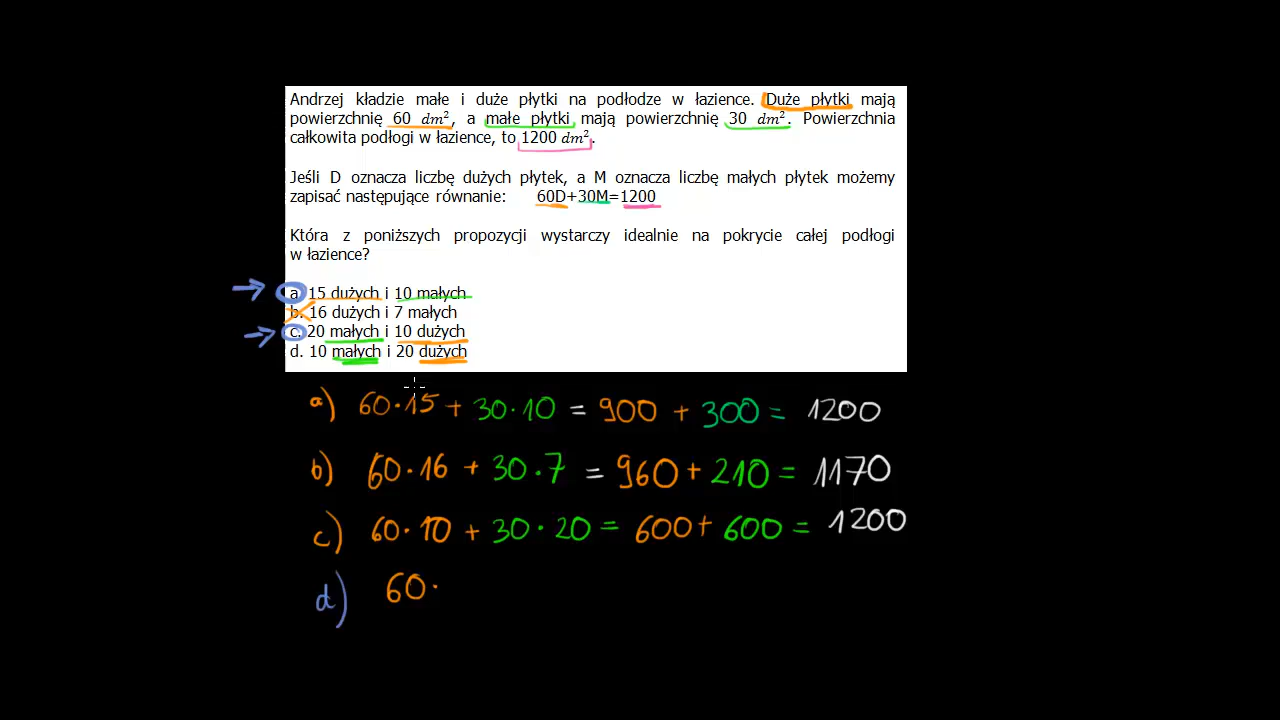 Andrzej kładzie małe i duże płytki na podłodze w łazience. Duże płytki mają
powierzchnię 60 dm², a małe płytki mają powierzchnię 30 dm². Powierzchnia
całkowita podłogi w łazience, to 1200 dm².
Jeśli D oznacza liczbę dużych płytek, a M oznacza liczbę małych płytek możemy
zapisać następujące równanie: 60D+30M=1200
Która z poniższych propozycji wystarczy idealnie na pokrycie całej podłogi
w łazience?
a. 15 dużych i 10 małych
b. 16 dużych i 7 małych
c. 20 małych i 10 dużych
d. 10 małych i 20 dużych
a) 60·15 + 30·10 = 900 + 300 = 1200
b) 60·16 + 30·7 = 960 + 210 = 1170
c) 60·10 + 30·20 = 600 + 600 = 1200
d) 60·